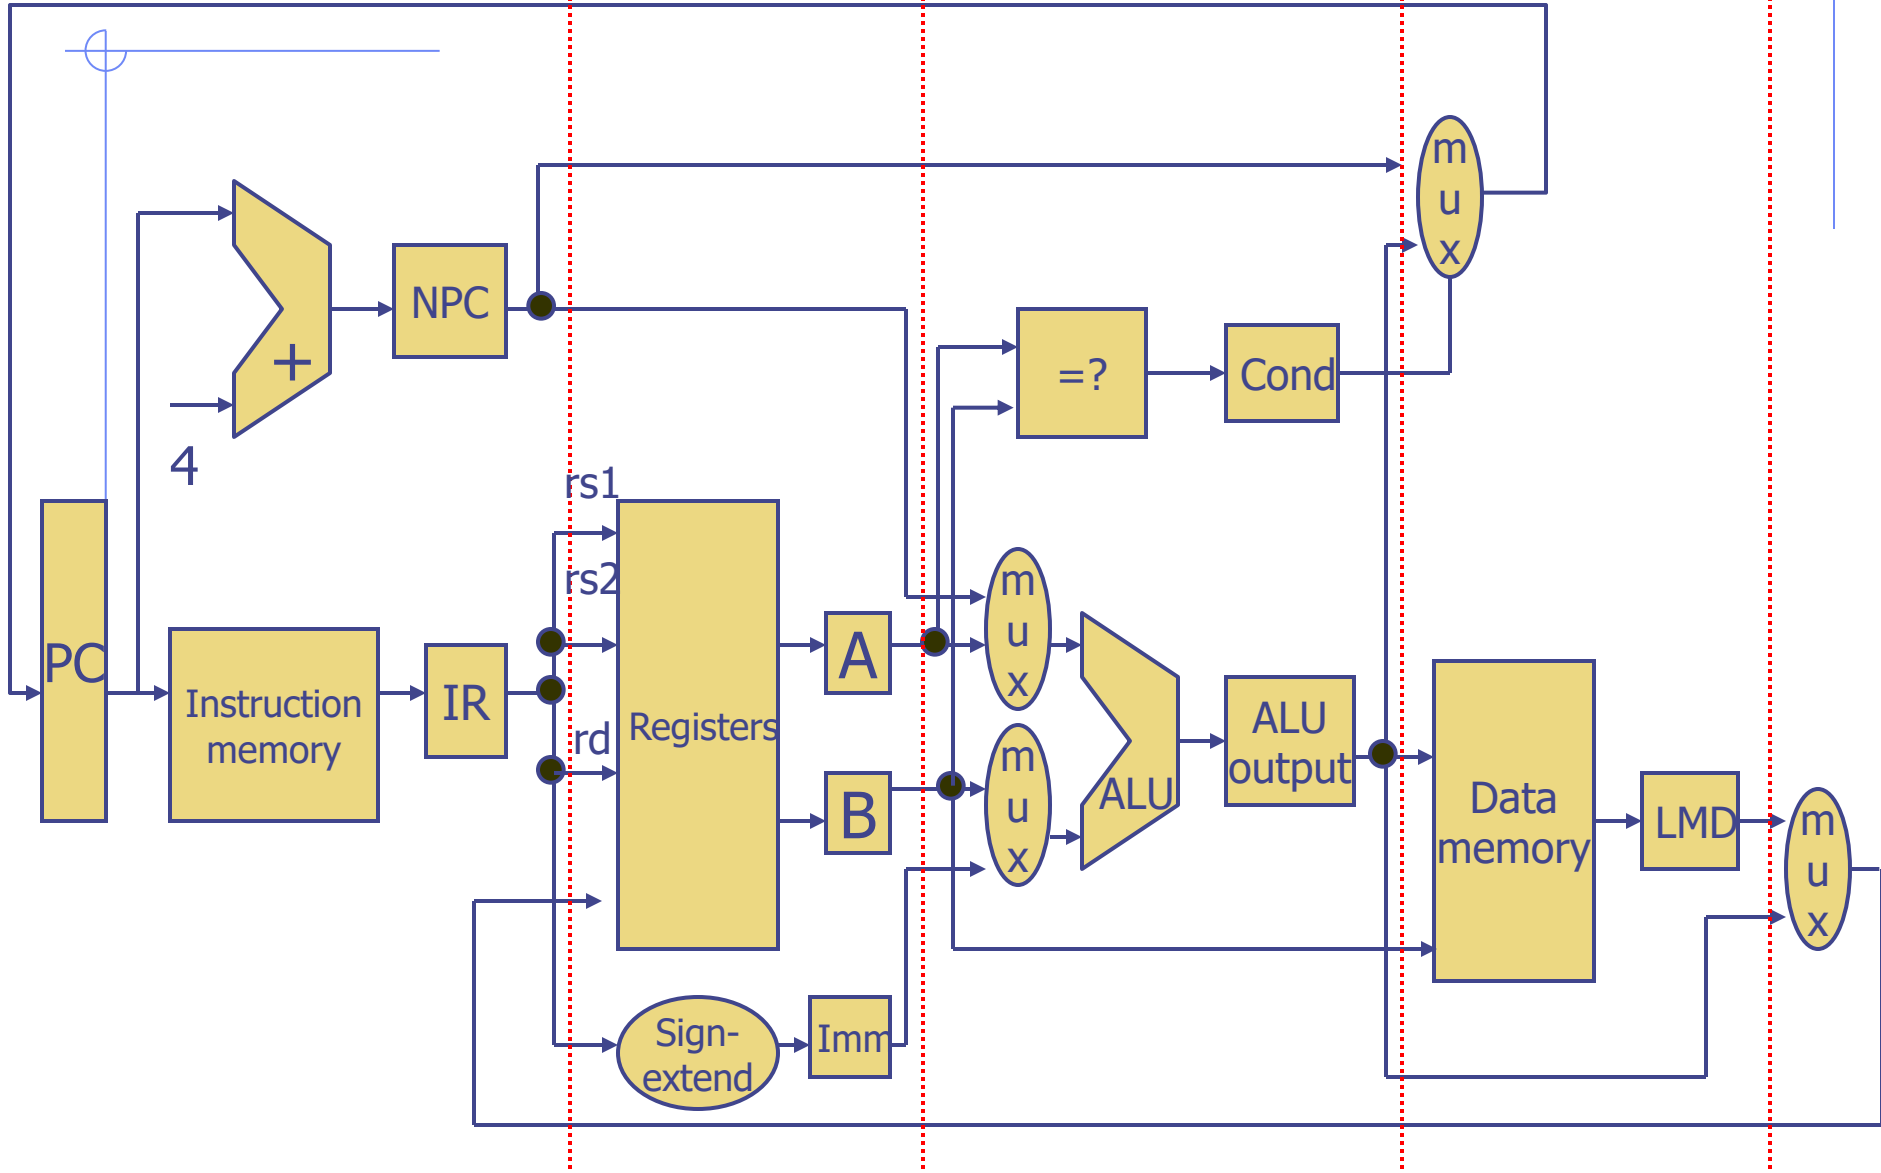 m
u
x
NPC
+
=?
Cond
4
rs1
rs2
m
u
x
PC
A
Instruction
memory
IR
Registers
rd
ALU
output
m
u
x
ALU
B
Data
memory
LMD
m
u
x
Sign-
extend
Imm